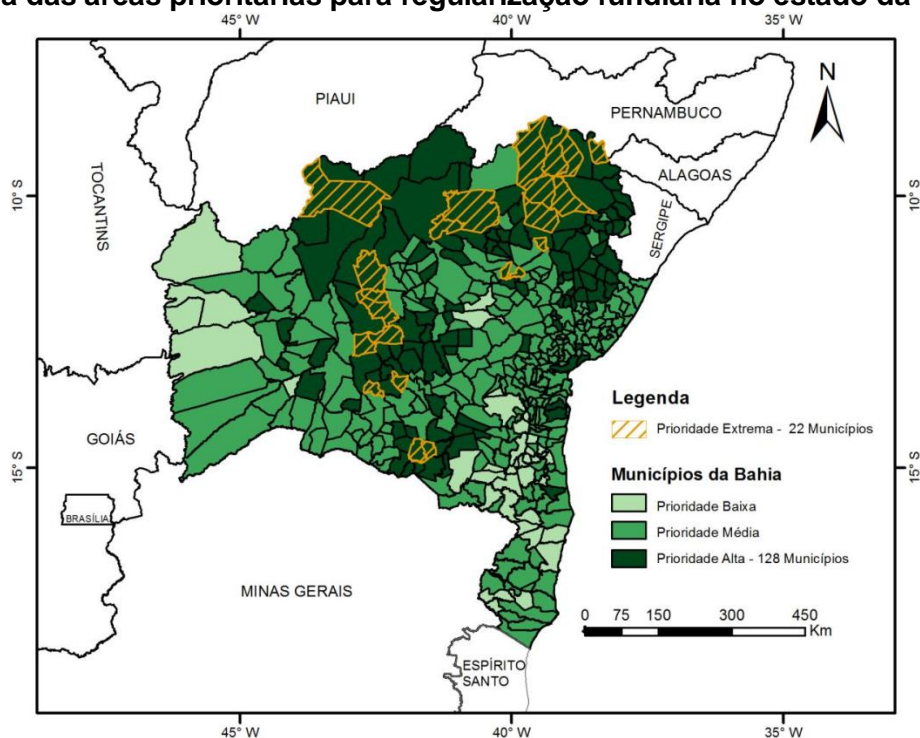 a das áreas prioritárias para regularização fundiária no estado da
45° W
40° W
35° W
N
PIAUI
PERNAMBUCO
ALAGOAS
TOCANTINS
SERGIPE
10° S
10° S
GOIÁS
BRASÍLIA
15° S
15° S
MINAS GERAIS
ESPÍRITO
SANTO
Legenda
Prioridade Extrema - 22 Municípios
Municípios da Bahia
Prioridade Baixa
Prioridade Média
Prioridade Alta - 128 Municípios
0 75 150 300 450
Km
45° W
40° W
35° W